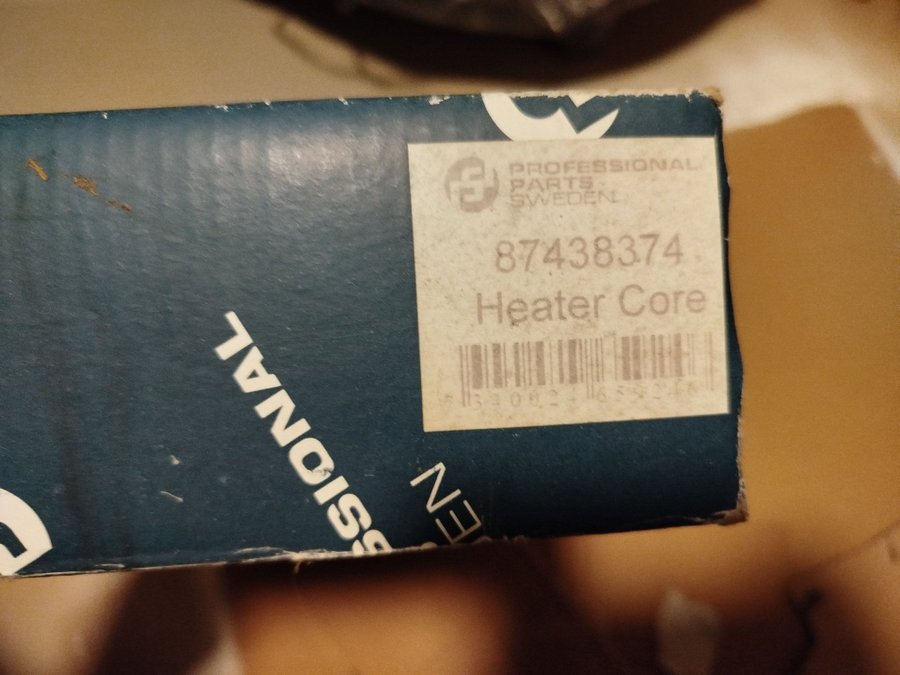 PROFESSIONAL
PARTS
SWEDEN
87438374
Heater Core
SSIONAL
EN